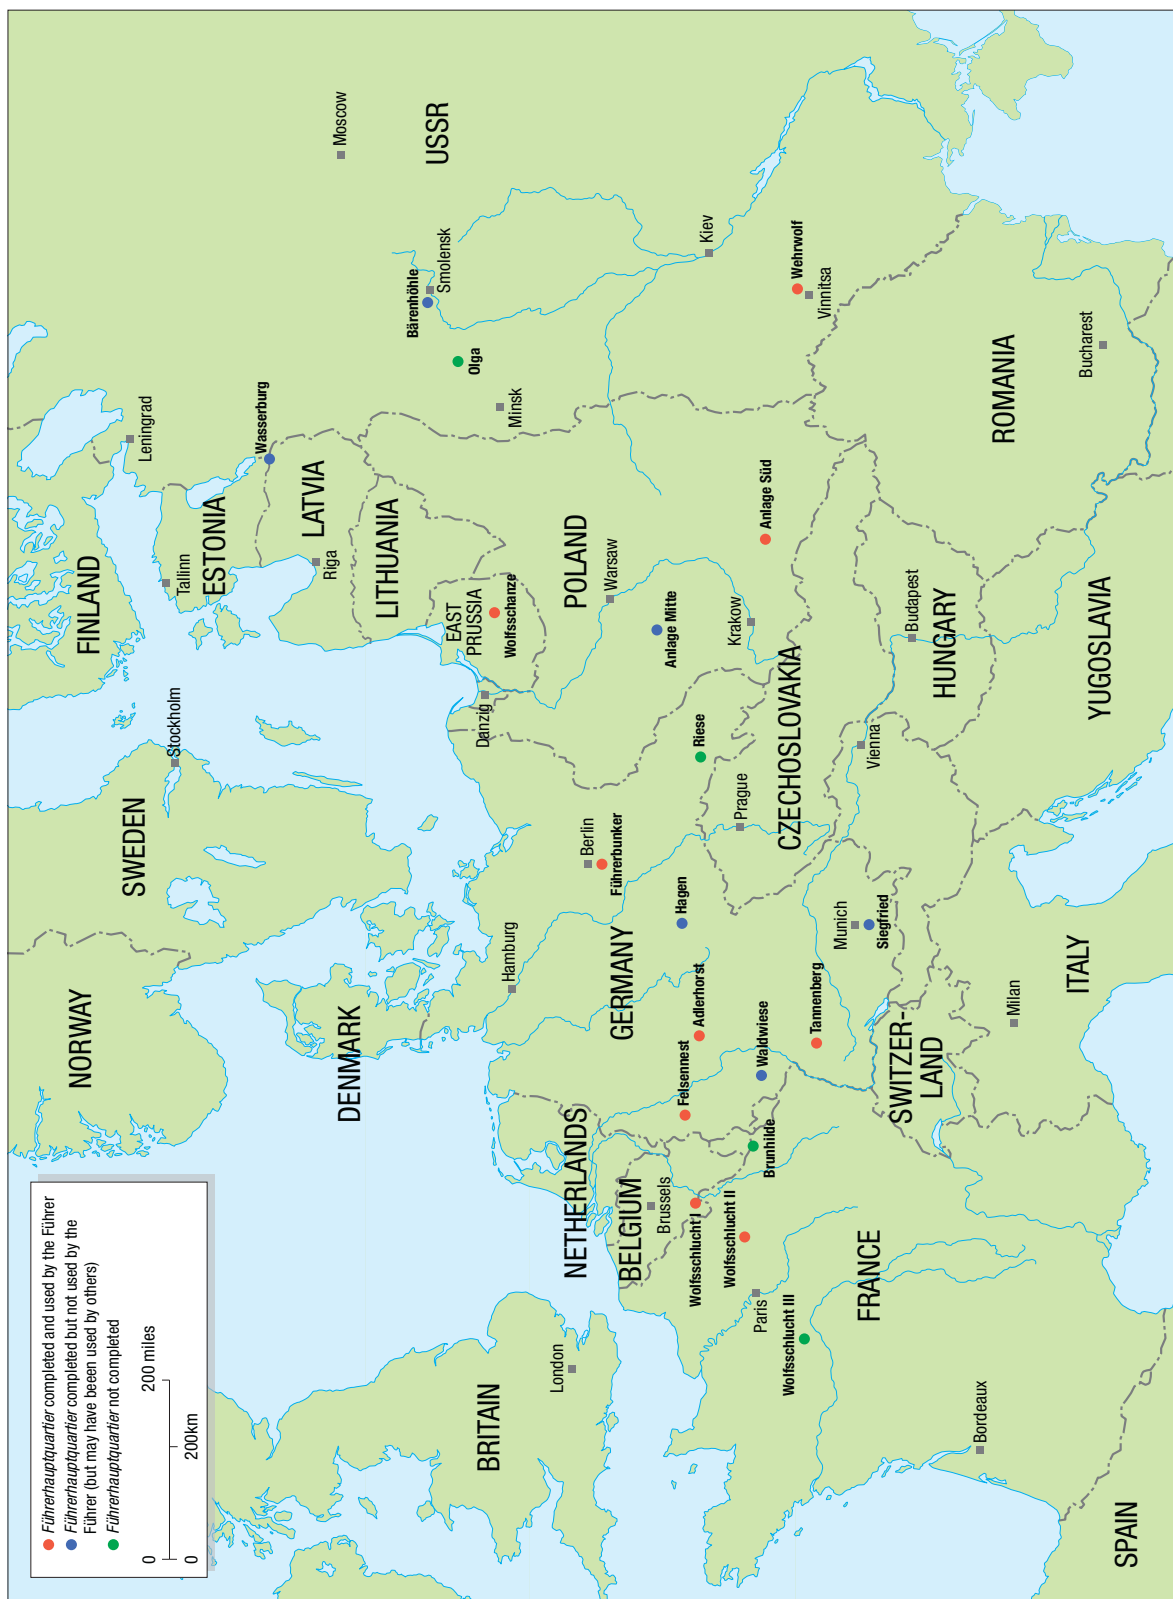 Führerhauptquartier completed and used by the Führer
Führerhauptquartier completed but not used by the
Führer (but may have beeen used by others)
Führerhauptquartier not completed
0 200 miles
0 200km
NORWAY
SWEDEN
Stockholm
FINLAND
Leningrad
Tallinn
ESTONIA
Wasserburg
LATVIA
Riga
LITHUANIA
Moscow
USSR
Bärenhöhle
Smolensk
Olga
Minsk
DENMARK
EAST
PRUSSIA
Wolfsschanze
Danzig
Hamburg
BRITAIN
London
NETHERLANDS
BELGIUM
Brussels
Berlin
Führerbunker
GERMANY
POLAND
Warsaw
Anlage Mitte
Kiev
Hagen
Adlerhorst
Felsennest
Riese
Wolfsschlucht I
Wolfsschlucht II
Brunhilde
Waldwiese
Prague
Krakow
Anlage Süd
Wehrwolf
Vinnitsa
Paris
Wolfsschlucht III
Tannenberg
CZECHOSLOVAKIA
Munich
Siegfried
Vienna
FRANCE
SWITZER-
LAND
Budapest
HUNGARY
ROMANIA
Bucharest
Bordeaux
Milan
ITALY
YUGOSLAVIA
SPAIN